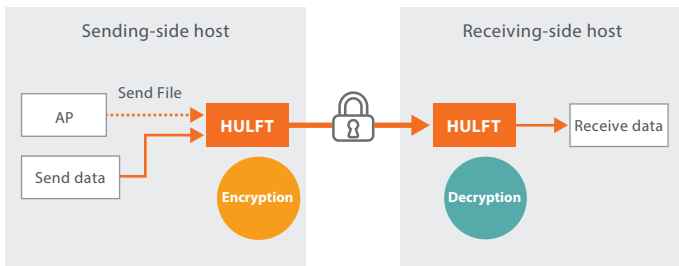 Sending-side host
Receiving-side host
Send File
AP
HULFT
HULFT
Receive data
Send data
Encryption
Decryption